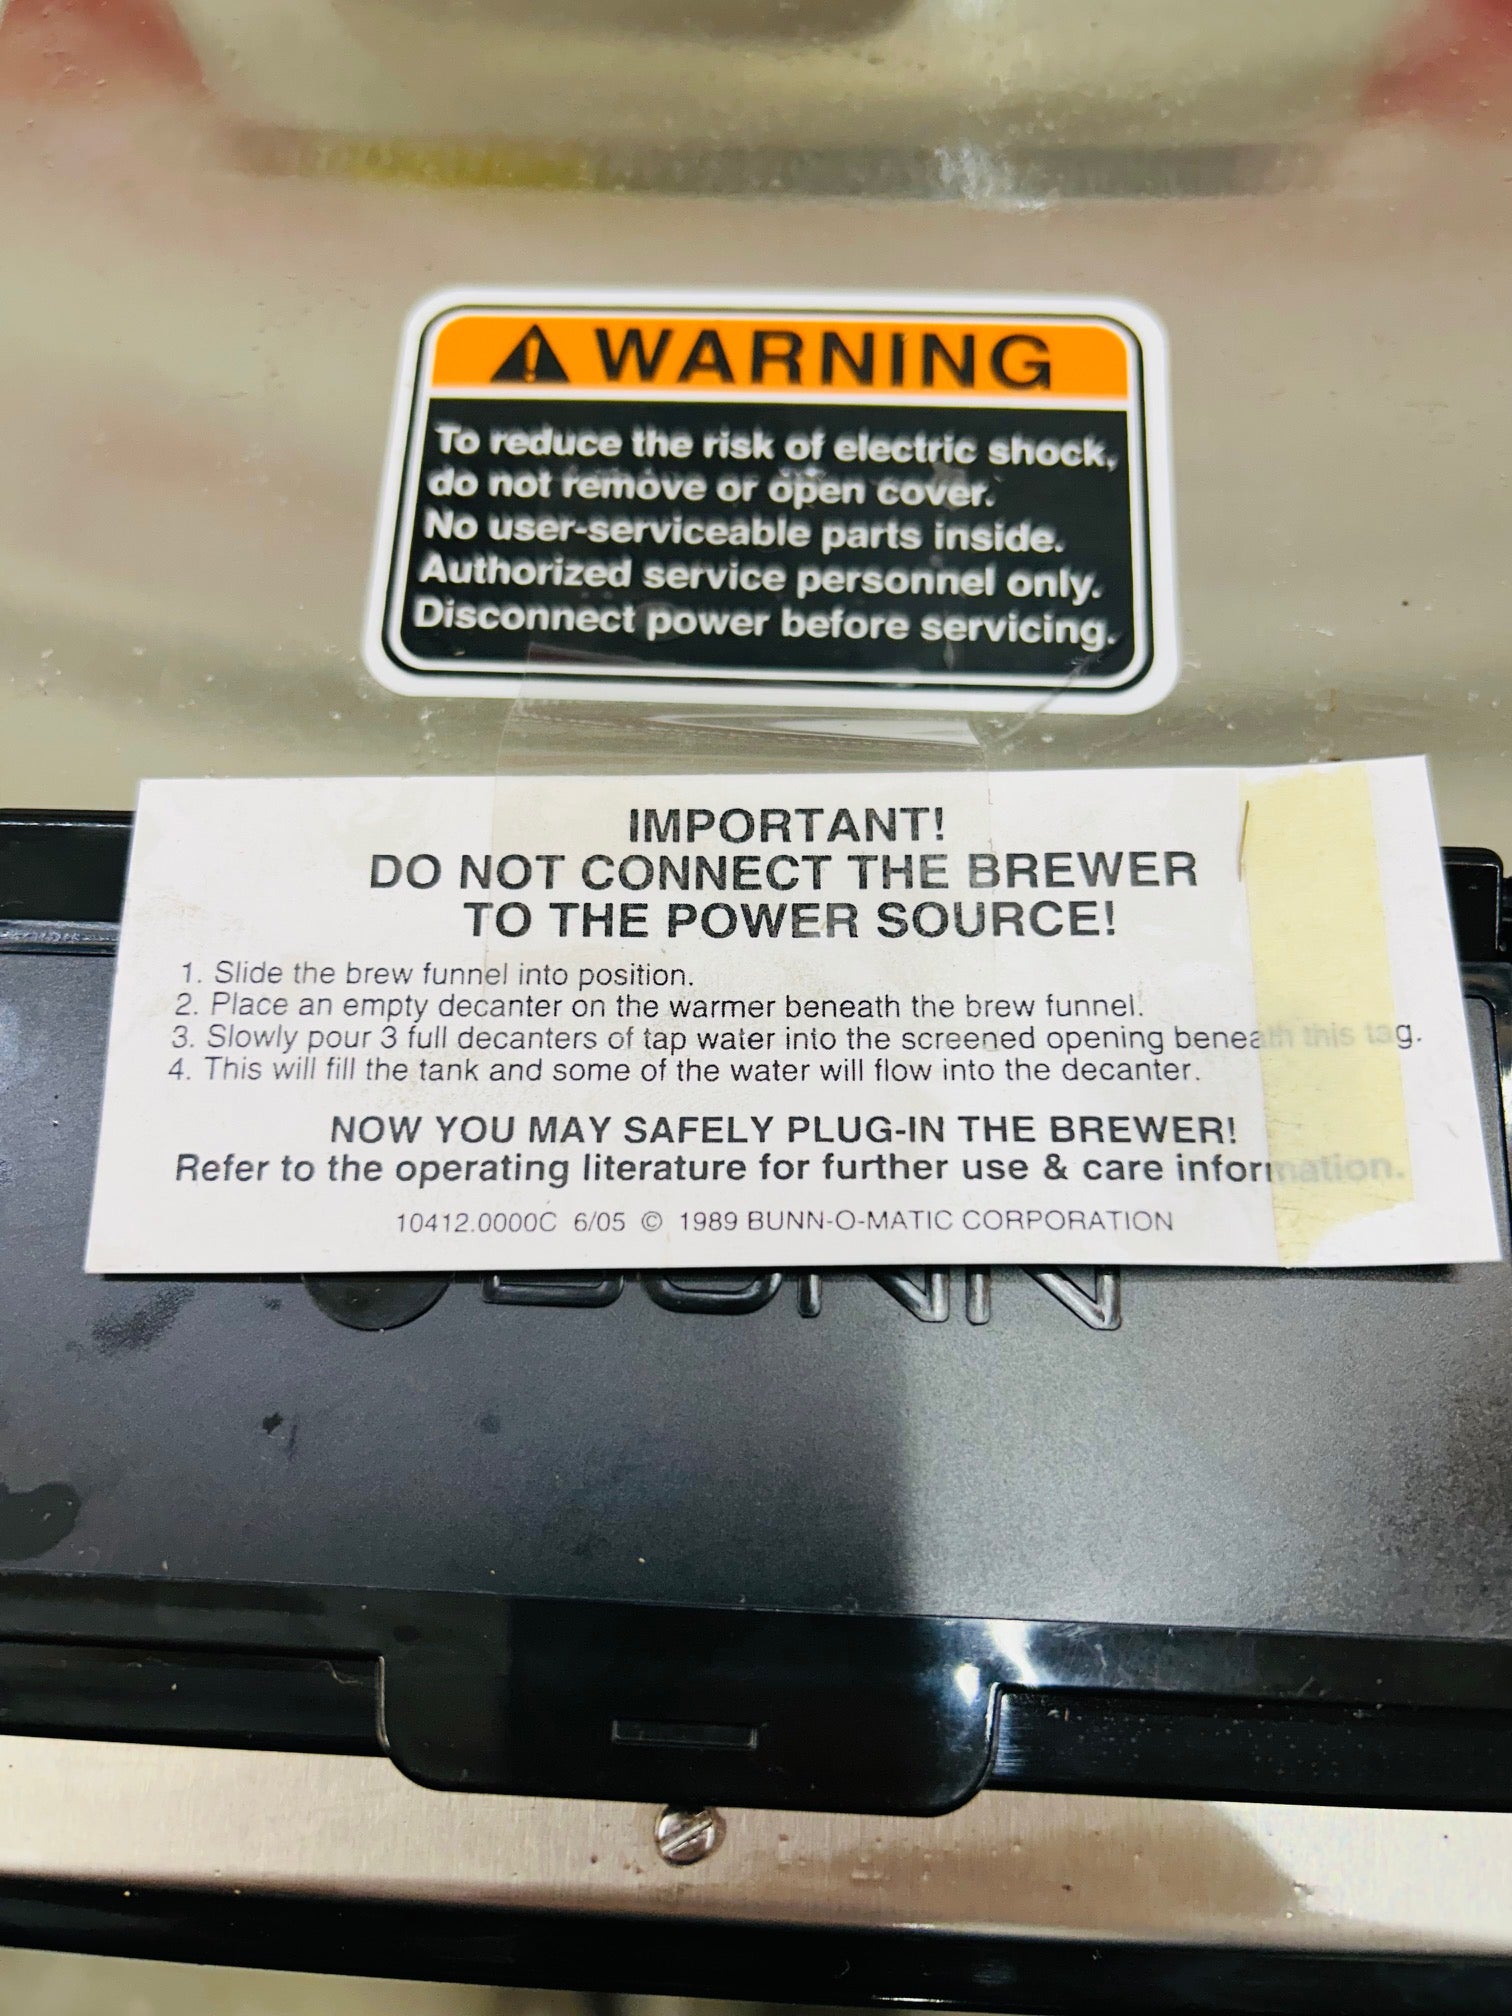 WARNING
To reduce the risk of electric shock,
do not remove or open cover.
No user-serviceable parts inside.
Authorized service personnel only.
Disconnect power before servicing.
IMPORTANT!
DO NOT CONNECT THE BREWER
TO THE POWER SOURCE!
1. Slide the brew funnel into position.
2. Place an empty decanter on the warmer beneath the brew funnel.
3. Slowly pour 3 full decanters of tap water into the screened opening beneath this tag.
4. This will fill the tank and some of the water will flow into the decanter.
NOW YOU MAY SAFELY PLUG-IN THE BREWER!
Refer to the operating literature for further use & care information.
10412.0000C 6/05 © 1989 BUNN-O-MATIC CORPORATION
BUNN